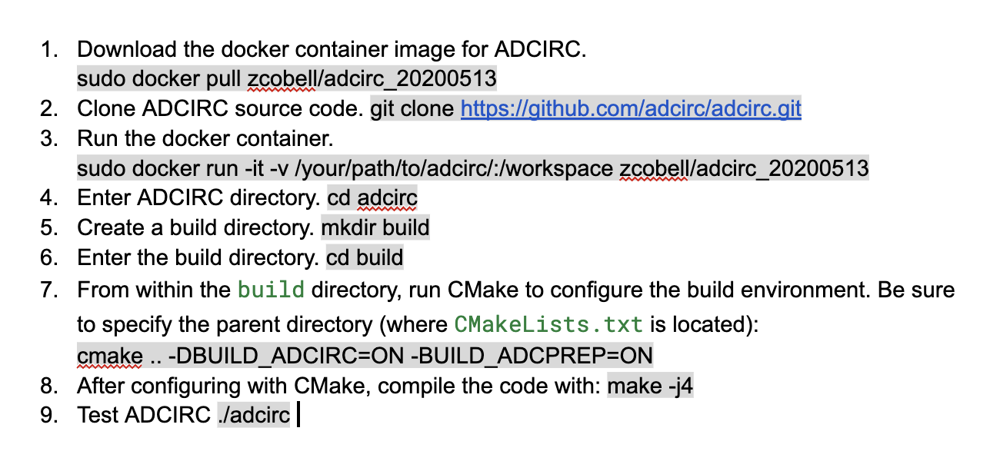 1. Download the docker container image for ADCIRC.
sudo docker pull zcobell/adcirc_20200513
2. Clone ADCIRC source code. git clone https://github.com/adcirc/adcirc.git
3. Run the docker container.
sudo docker run -it -v /your/path/to/adcirc/:/workspace zcobell/adcirc_20200513
4. Enter ADCIRC directory. cd adcirc
5. Create a build directory. mkdir build
6. Enter the build directory. cd build
7. From within the build directory, run CMake to configure the build environment. Be sure
to specify the parent directory (where CMakeLists.txt is located):
cmake .. -DBUILD_ADCIRC=ON -BUILD_ADCPREP=ON
8. After configuring with CMake, compile the code with: make -j4
9. Test ADCIRC ./adcirc